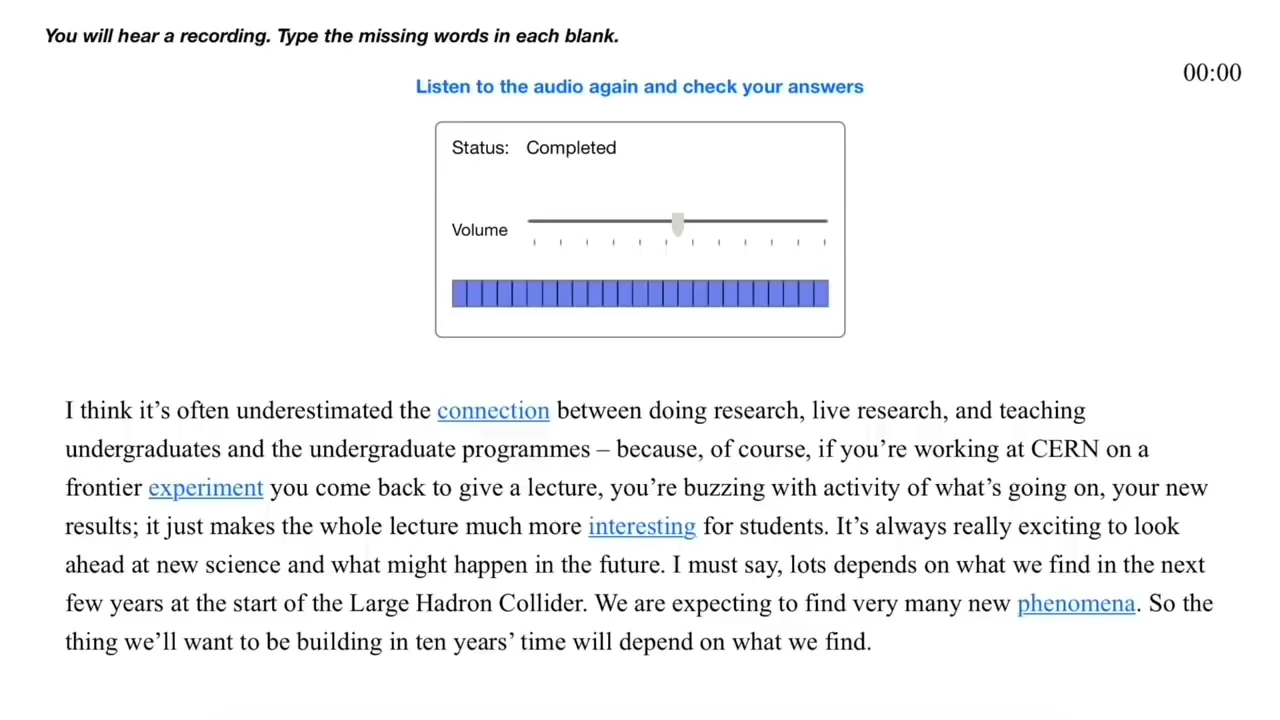 You will hear a recording. Type the missing words in each blank.
00:00
Listen to the audio again and check your answers
Status: Completed
Volume
I think it’s often underestimated the connection between doing research, live research, and teaching
undergraduates and the undergraduate programmes – because, of course, if you’re working at CERN on a
frontier experiment you come back to give a lecture, you’re buzzing with activity of what’s going on, your new
results; it just makes the whole lecture much more interesting for students. It’s always really exciting to look
ahead at new science and what might happen in the future. I must say, lots depends on what we find in the next
few years at the start of the Large Hadron Collider. We are expecting to find very many new phenomena. So the
thing we’ll want to be building in ten years’ time will depend on what we find.